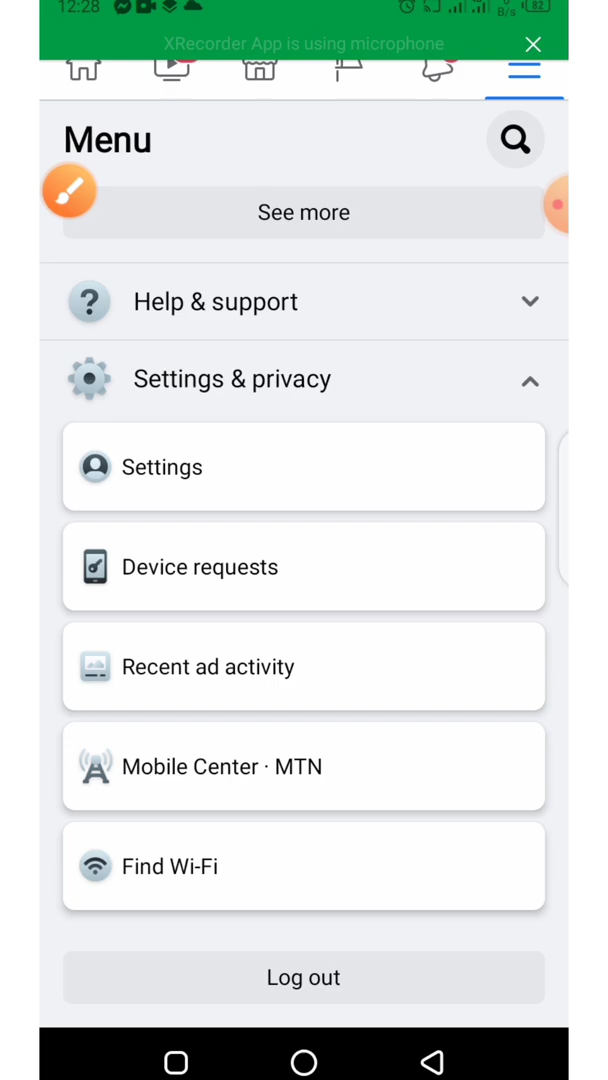 12:28
B/s
82
XRecorder App is using microphone
Menu
See more
Help & support
Settings & privacy
Settings
Device requests
Recent ad activity
Mobile Center · MTN
Find Wi-Fi
Log out